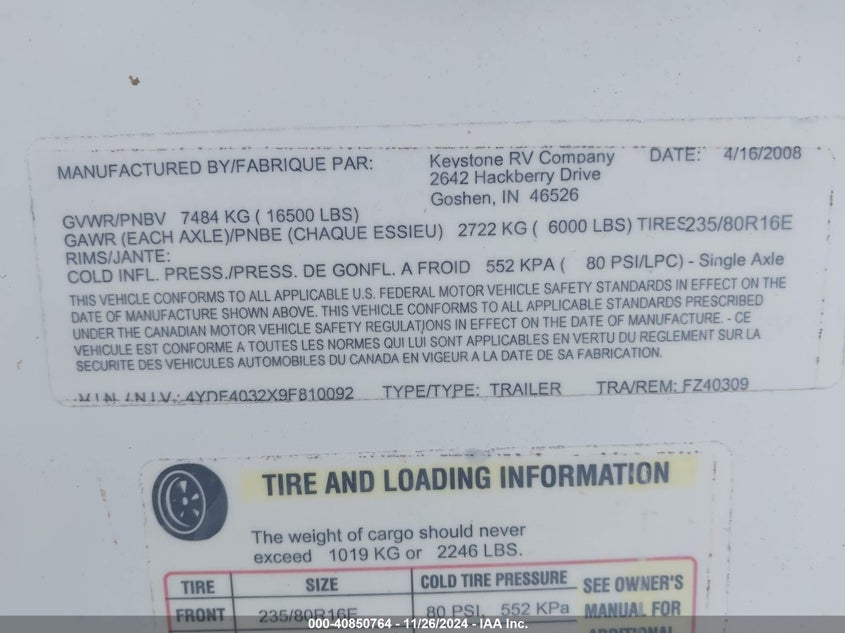 MANUFACTURED BY/FABRIQUE PAR: Keystone RV Company DATE: 4/16/2008
2642 Hackberry Drive
Goshen, IN 46526
GVWR/PNBV 7484 KG ( 16500 LBS)
GAWR (EACH AXLE)/PNBE (CHAQUE ESSIEU) 2722 KG ( 6000 LBS) TIRES 235/80R16E
RIMS/JANTE:
COLD INFL. PRESS./PRESS. DE GONFL. A FROID 552 KPA ( 80 PSI/LPC) - Single Axle
THIS VEHICLE CONFORMS TO ALL APPLICABLE U.S. FEDERAL MOTOR VEHICLE SAFETY STANDARDS IN EFFECT ON THE
DATE OF MANUFACTURE SHOWN ABOVE. THIS VEHICLE CONFORMS TO ALL APPLICABLE STANDARDS PRESCRIBED
UNDER THE CANADIAN MOTOR VEHICLE SAFETY REGULATIONS IN EFFECT ON THE DATE OF MANUFACTURE. - CE
VEHICULE EST CONFORME A TOUTES LES NORMES QUI LUI SONT APPLICABLES EN VERTU DU REGLEMENT SUR LA
SECURITE DES VEHICULES AUTOMOBILES DU CANADA EN VIGEUR A LA DATE DE SA FABRICATION.
V.I.N. / N.I.V.: 4YDF4032X9F810092 TYPE/TYPE: TRAILER TRA/REM: FZ40309
TIRE AND LOADING INFORMATION
The weight of cargo should never
exceed 1019 KG or 2246 LBS.
TIRE SIZE COLD TIRE PRESSURE SEE OWNER'S
FRONT 235/80R16E 80 PSI, 552 KPa MANUAL FOR
ADDITIONAL
000-40850764 - 11/26/2024 - IAA Inc.